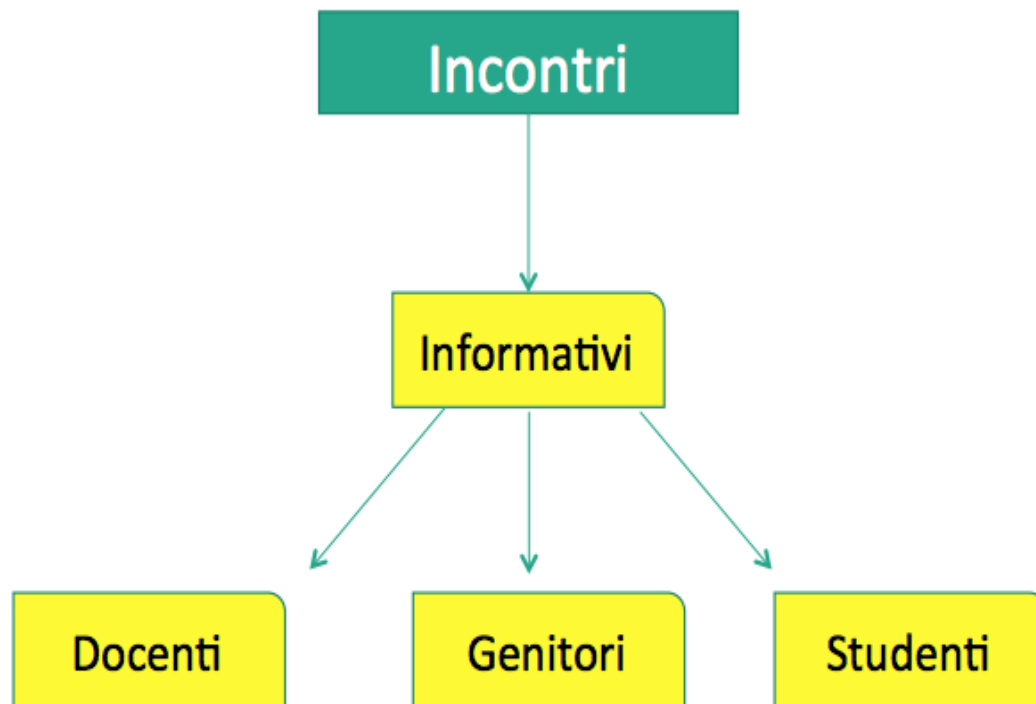 Incontri
Informativi
Docenti
Genitori
Studenti